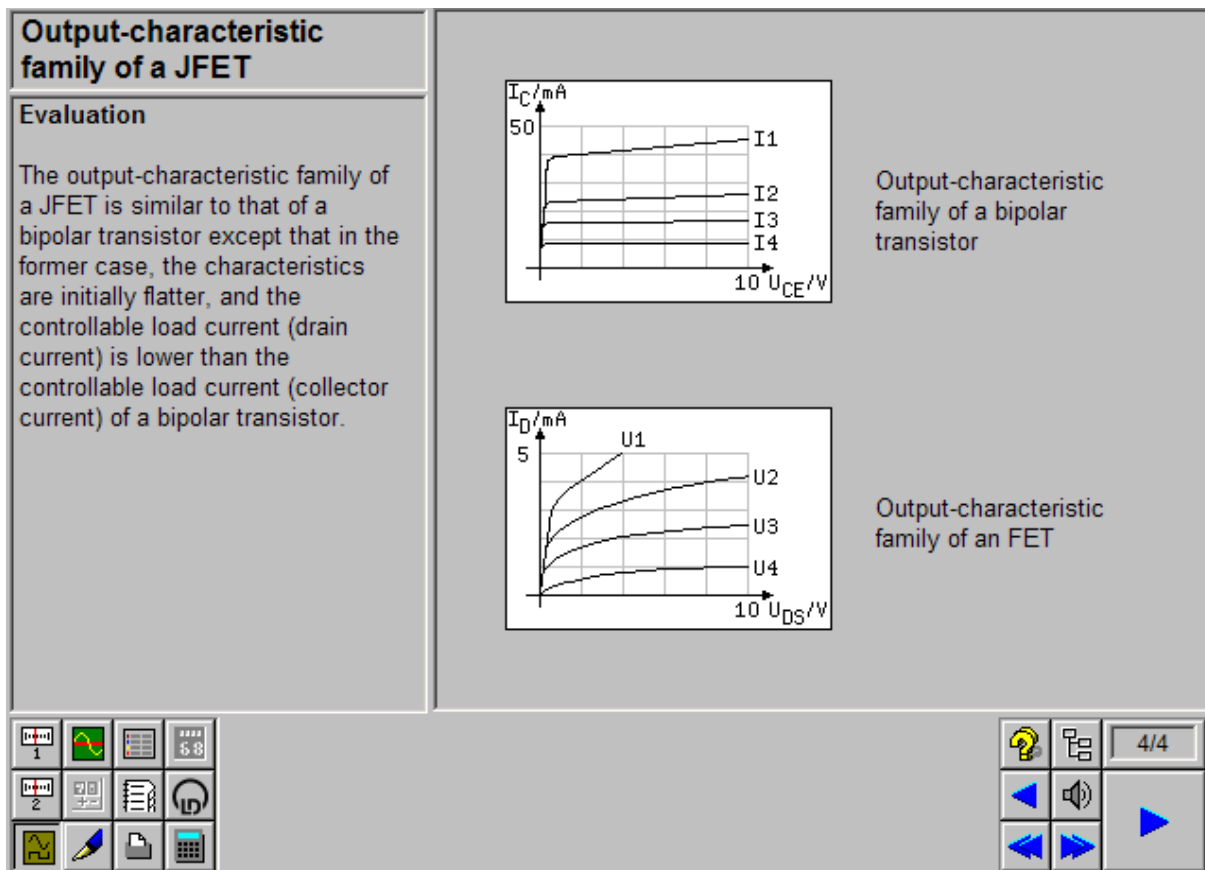 Output-characteristic
family of a JFET
Evaluation
The output-characteristic family of
a JFET is similar to that of a
bipolar transistor except that in the
former case, the characteristics
are initially flatter, and the
controllable load current (drain
current) is lower than the
controllable load current (collector
current) of a bipolar transistor.
IC/mA
50
I1
I2
I3
I4
10 UCE/V
Output-characteristic
family of a bipolar
transistor
ID/mA
5
U1
U2
U3
U4
10 UDS/V
Output-characteristic
family of an FET
1
68
2
LD
4/4